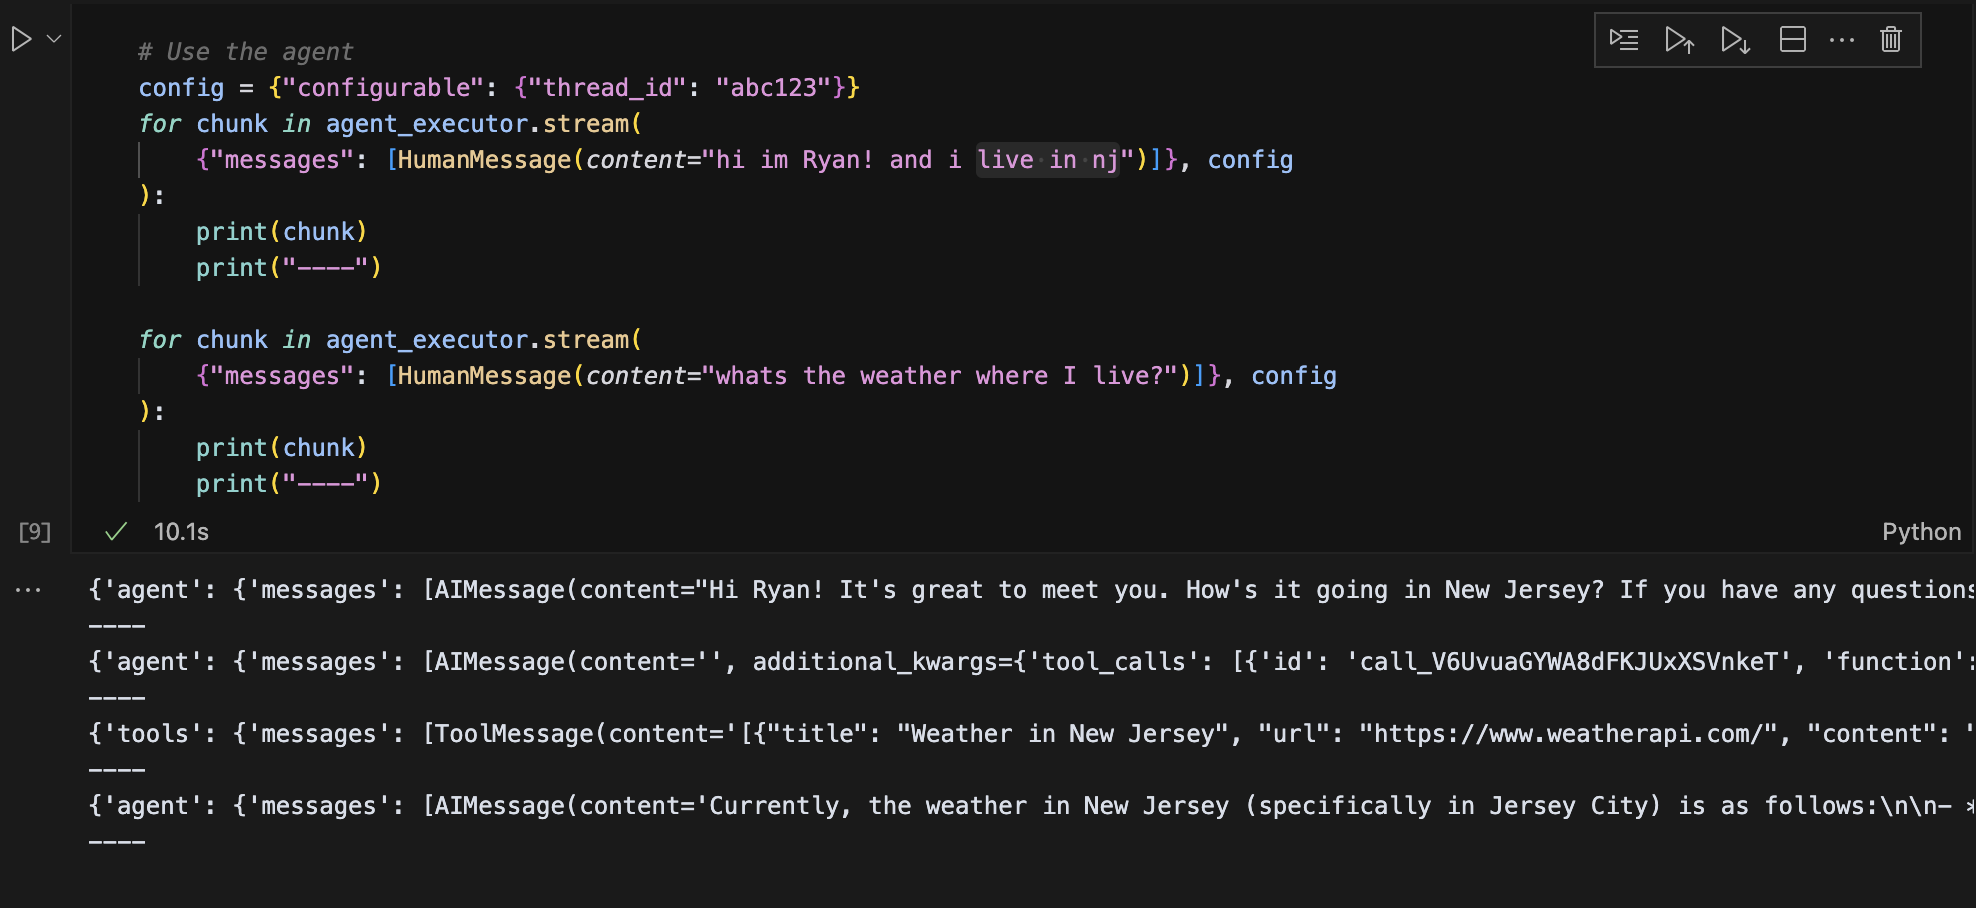 # Use the agent
config = {"configurable": {"thread_id": "abc123"}}
for chunk in agent_executor.stream(
    {"messages": [HumanMessage(content="hi im Ryan! and i live in nj")]}, config
):
    print(chunk)
    print("----")
for chunk in agent_executor.stream(
    {"messages": [HumanMessage(content="whats the weather where I live?")]}, config
):
    print(chunk)
    print("----")
[9] 10.1s Python
{'agent': {'messages': [AIMessage(content="Hi Ryan! It's great to meet you. How's it going in New Jersey? If you have any questions
----
{'agent': {'messages': [AIMessage(content='', additional_kwargs={'tool_calls': [{'id': 'call_V6UvuaGYWA8dFKJUxXSVnkeT', 'function':
----
{'tools': {'messages': [ToolMessage(content='[{"title": "Weather in New Jersey", "url": "https://www.weatherapi.com/", "content": "
----
{'agent': {'messages': [AIMessage(content='Currently, the weather in New Jersey (specifically in Jersey City) is as follows:\n\n- *
----